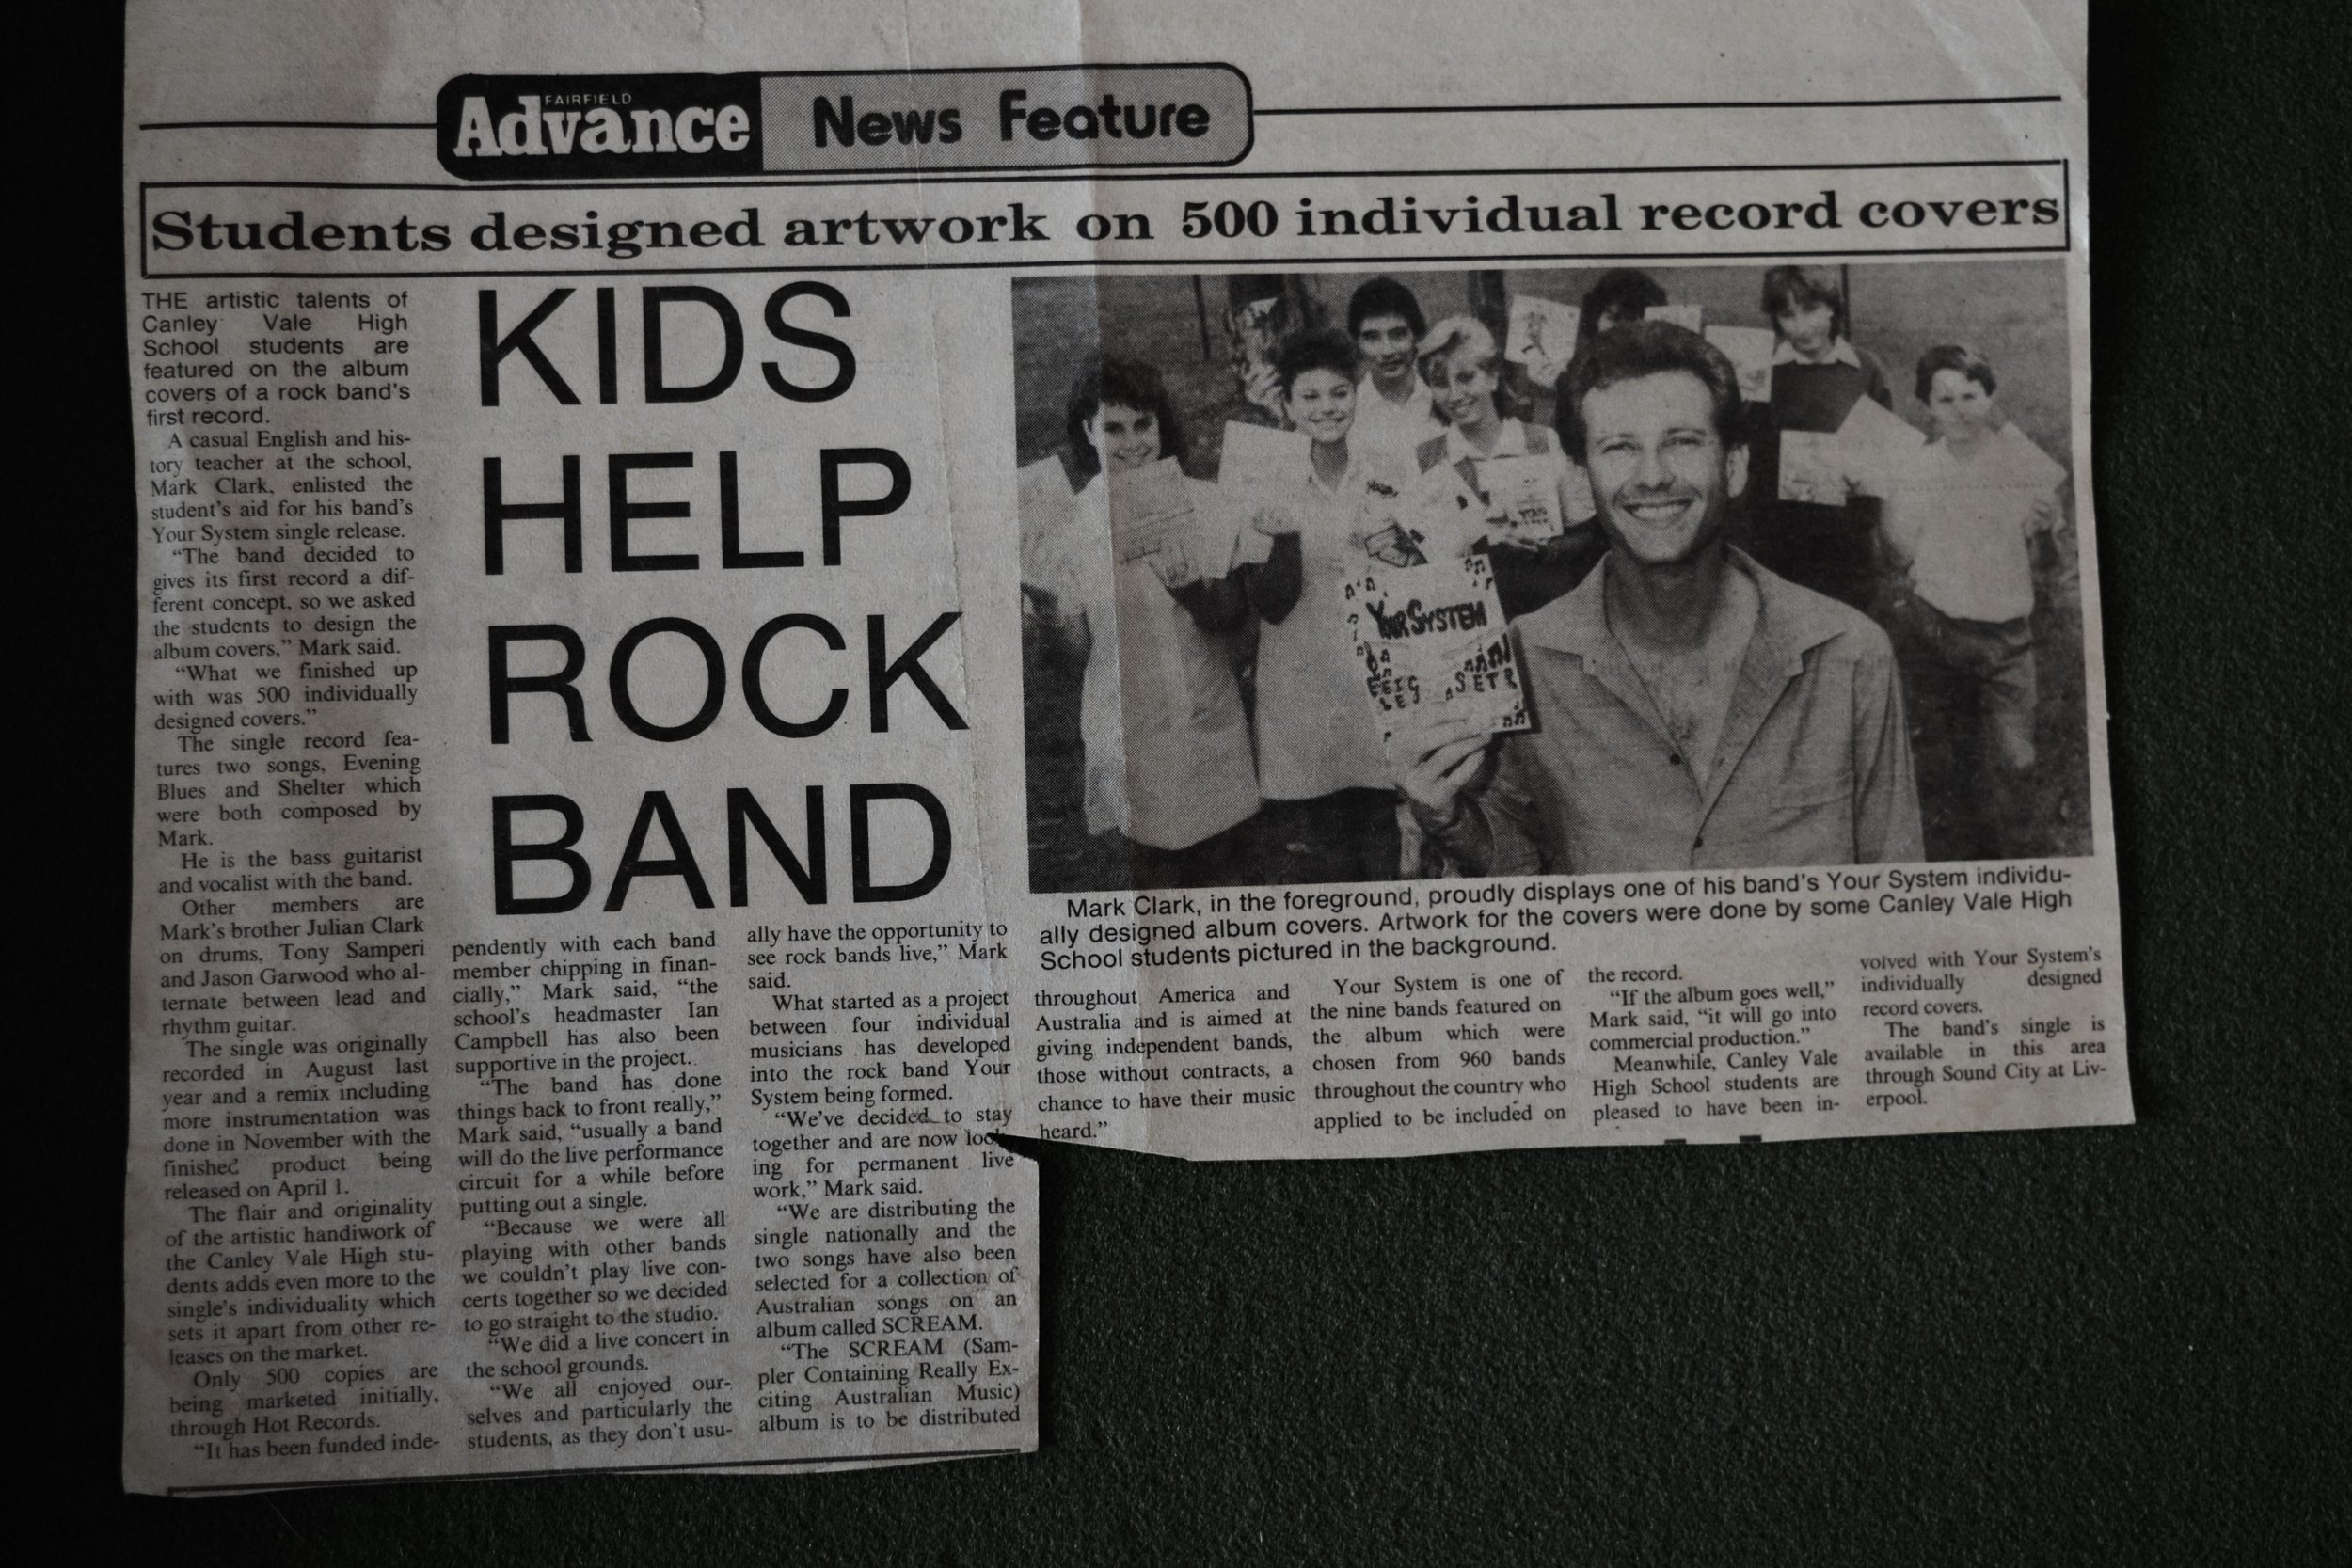 FAIRFIELD
Advance News Feature
Students designed artwork on 500 individual record covers
KIDS
HELP
ROCK
BAND
THE artistic talents of
Canley Vale High
School students are
featured on the album
covers of a rock band's
first record.
A casual English and his-
tory teacher at the school,
Mark Clark, enlisted the
student's aid for his band's
Your System single release.
“The band decided to
gives its first record a dif-
ferent concept, so we asked
the students to design the
album covers,” Mark said.
“What we finished up
with was 500 individually
designed covers.”
The single record fea-
tures two songs, Evening
Blues and Shelter which
were both composed by
Mark.
He is the bass guitarist
and vocalist with the band.
Other members are
Mark's brother Julian Clark
on drums, Tony Samperi
and Jason Garwood who al-
ternate between lead and
rhythm guitar.
The single was originally
recorded in August last
year and a remix including
more instrumentation was
done in November with the
finished product being
released on April 1.
The flair and originality
of the artistic handiwork of
the Canley Vale High stu-
dents adds even more to the
single's individuality which
sets it apart from other re-
leases on the market.
Only 500 copies are
being marketed initially,
through Hot Records.
“It has been funded inde-
pendently with each band
member chipping in finan-
cially,” Mark said, “the
school's headmaster Ian
Campbell has also been
supportive in the project.
“The band has done
things back to front really,”
Mark said, “usually a band
will do the live performance
circuit for a while before
putting out a single.
“Because we were all
playing with other bands
we couldn't play live con-
certs together so we decided
to go straight to the studio.
“We did a live concert in
the school grounds.
“We all enjoyed our-
selves and particularly the
students, as they don't usu-
ally have the opportunity to
see rock bands live,” Mark
said.
What started as a project
between four individual
musicians has developed
into the rock band Your
System being formed.
“We've decided to stay
together and are now look-
ing for permanent live
work,” Mark said.
“We are distributing the
single nationally and the
two songs have also been
selected for a collection of
Australian songs on an
album called SCREAM.
“The SCREAM (Sam-
pler Containing Really Ex-
citing Australian Music)
album is to be distributed
YOUR SYSTEM
Mark Clark, in the foreground, proudly displays one of his band's Your System individu-
ally designed album covers. Artwork for the covers were done by some Canley Vale High
School students pictured in the background.
throughout America and
Australia and is aimed at
giving independent bands,
those without contracts, a
chance to have their music
heard.”
Your System is one of
the nine bands featured on
the album which were
chosen from 960 bands
throughout the country who
applied to be included on
the record.
“If the album goes well,”
Mark said, “it will go into
commercial production.”
Meanwhile, Canley Vale
High School students are
pleased to have been in-
volved with Your System's
individually designed
record covers.
The band's single is
available in this area
through Sound City at Liv-
erpool.